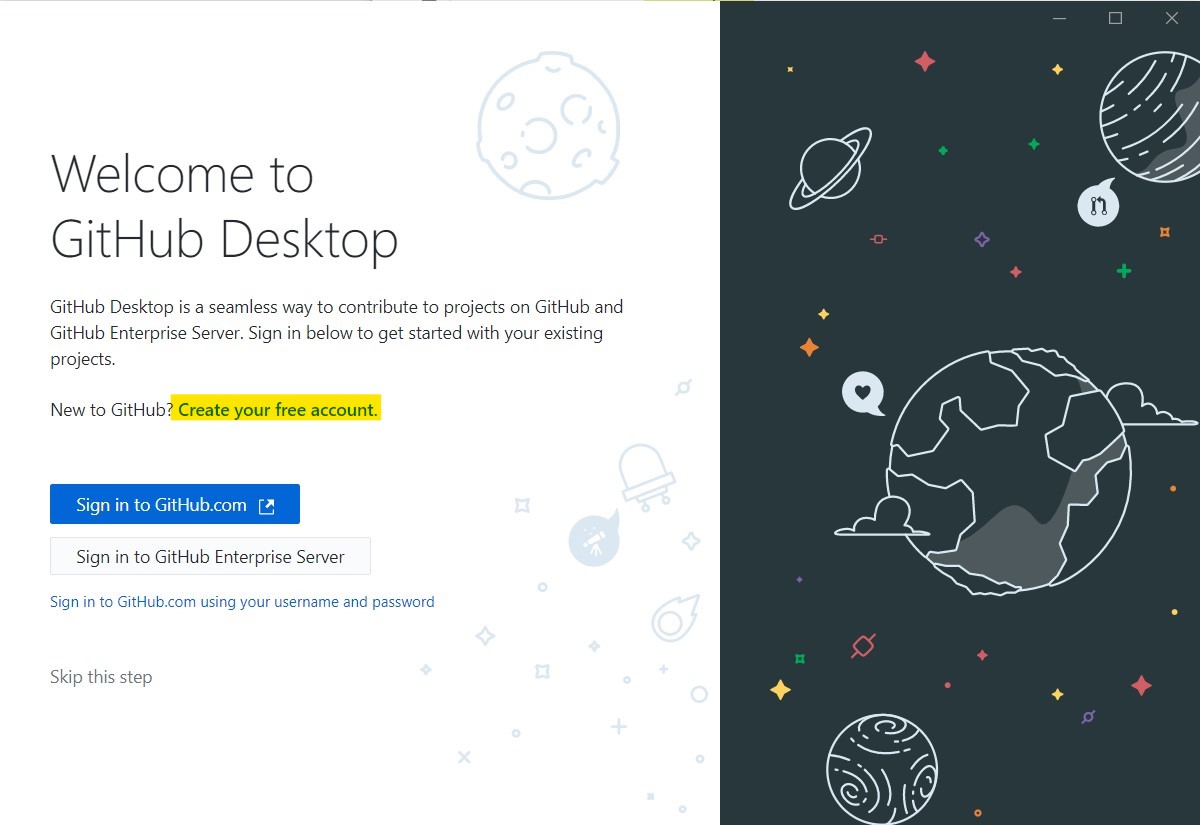 Welcome to
GitHub Desktop
GitHub Desktop is a seamless way to contribute to projects on GitHub and
GitHub Enterprise Server. Sign in below to get started with your existing
projects.
New to GitHub? Create your free account.
Sign in to GitHub.com
Sign in to GitHub Enterprise Server
Sign in to GitHub.com using your username and password
Skip this step